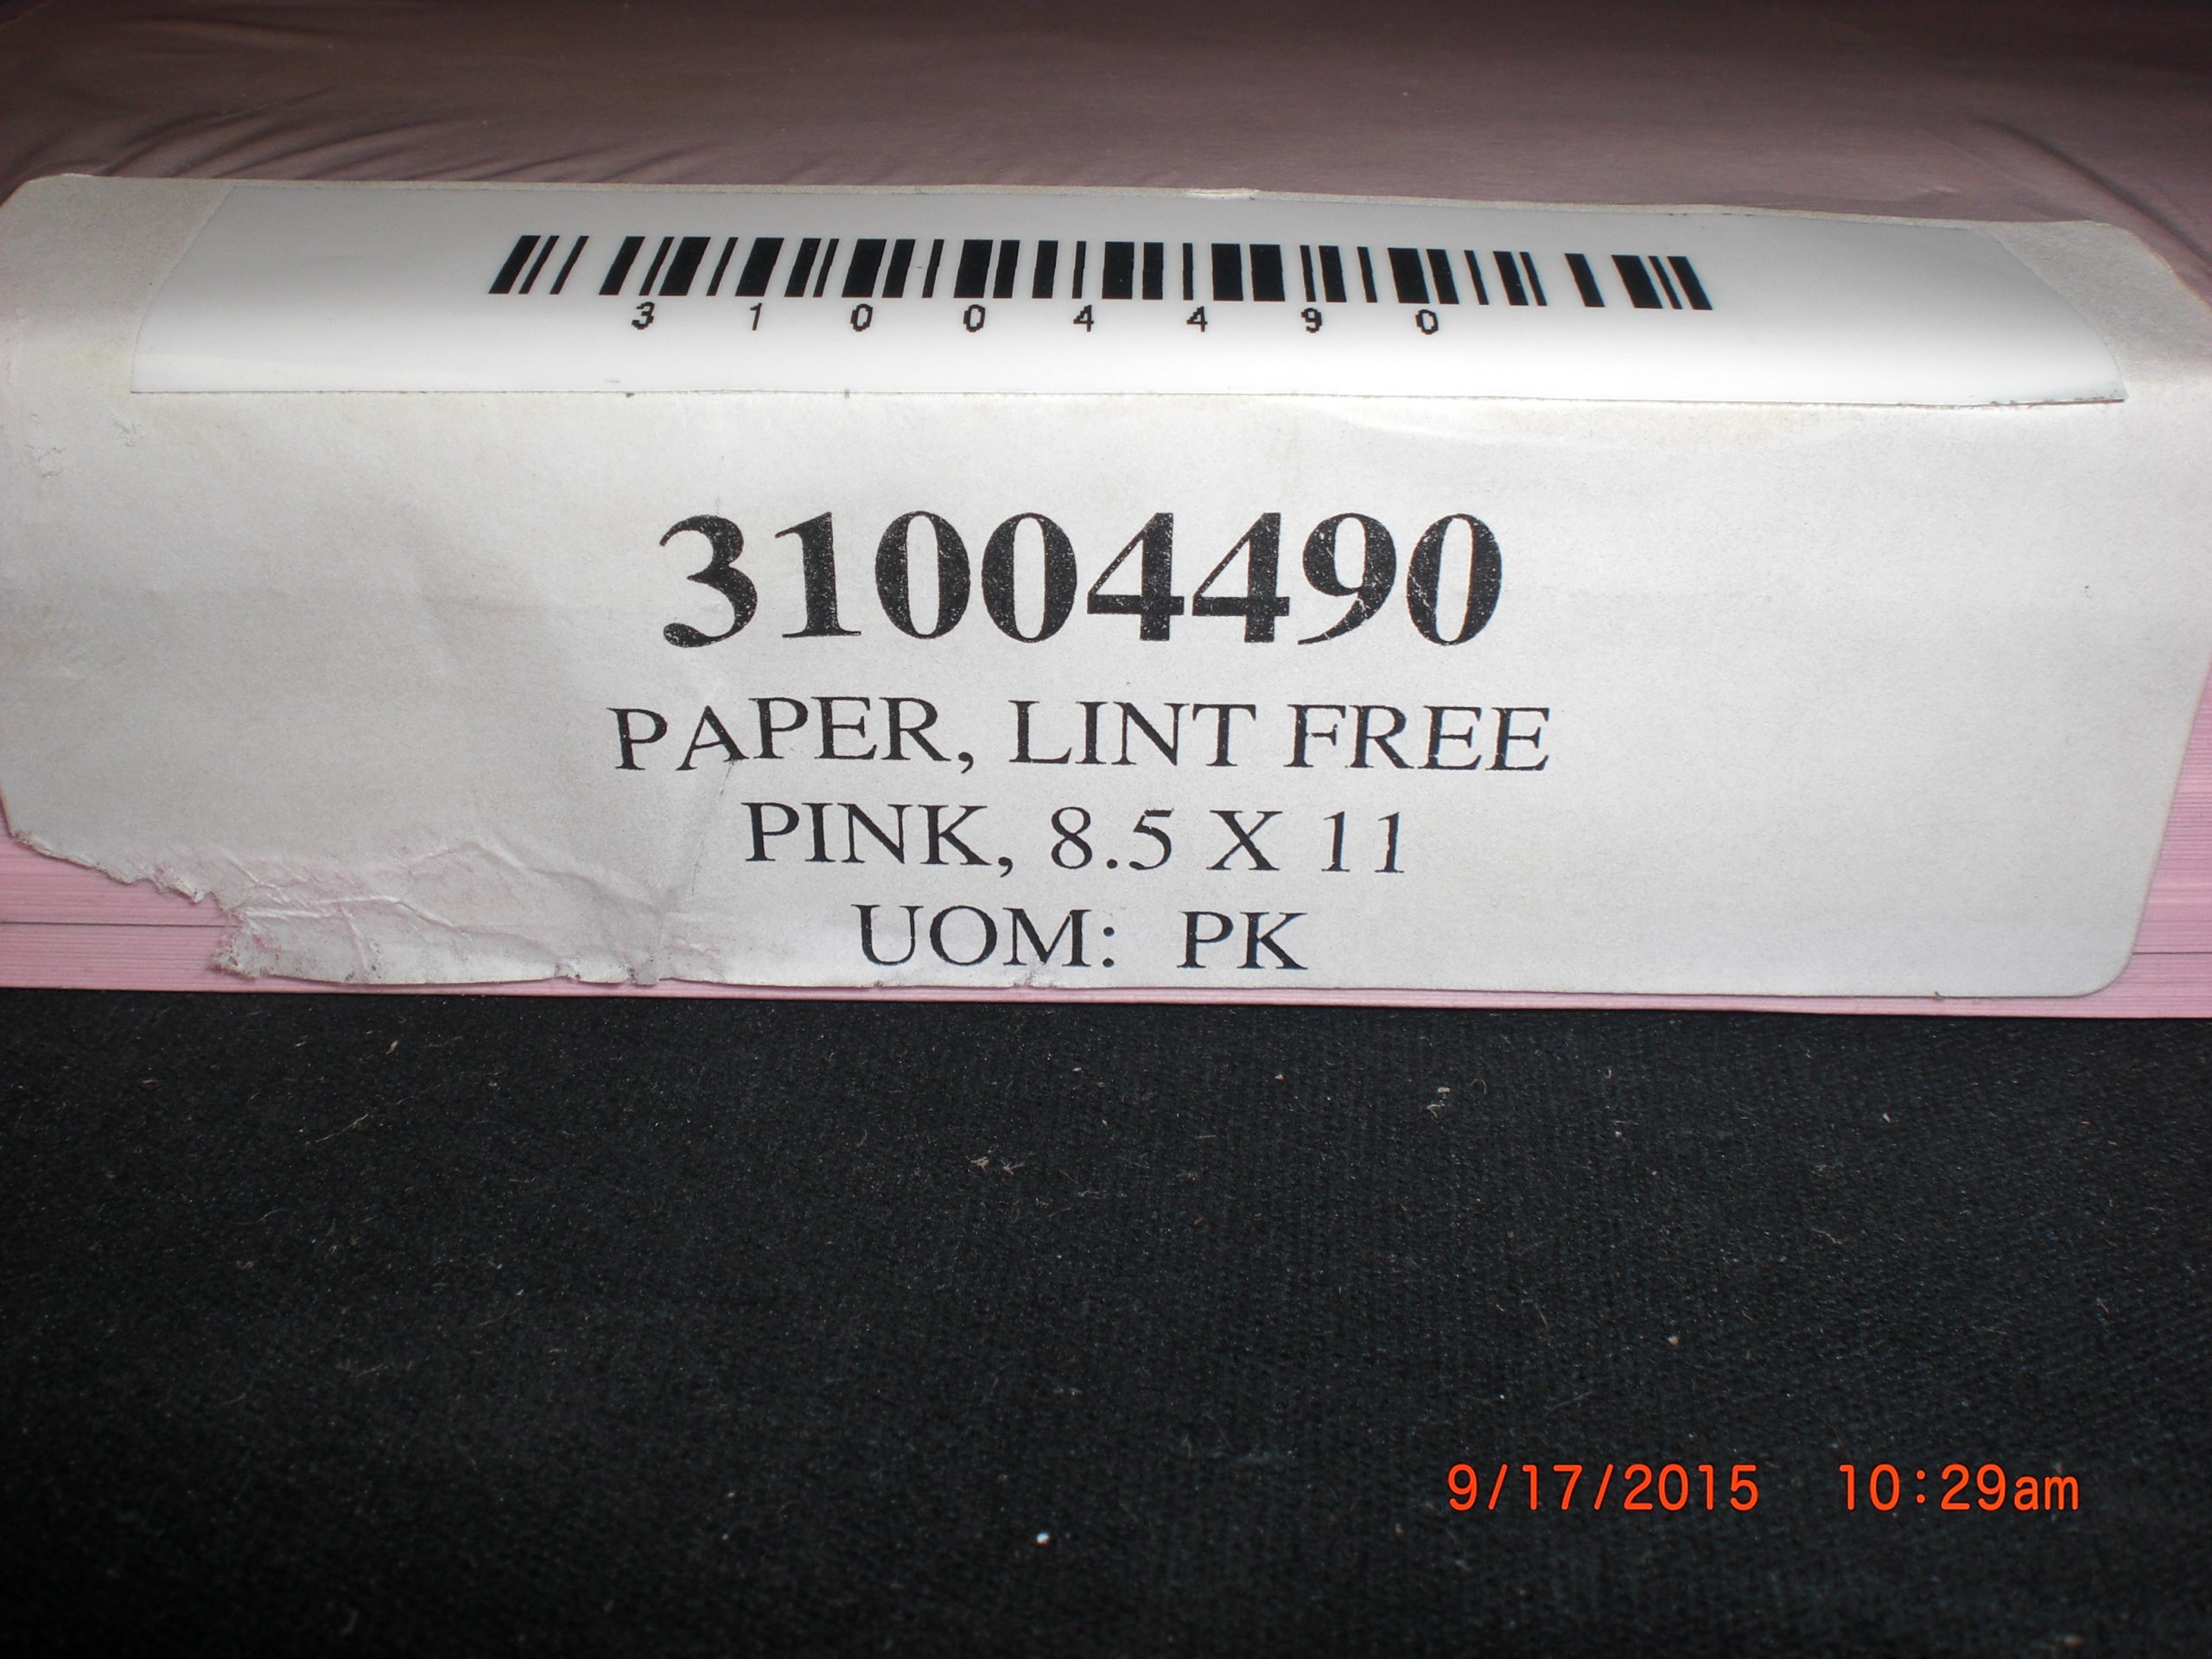 3 1 0 0 4 4 9 0
31004490
PAPER, LINT FREE
PINK, 8.5 X 11
UOM: PK
9/17/2015 10:29am